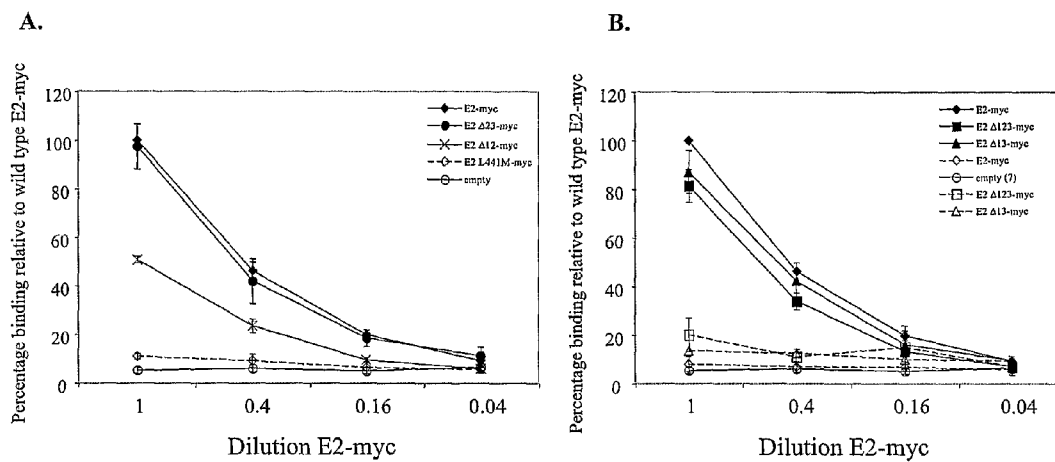 A.
Percentage binding relative to wild type E2-myc
120
100
80
60
40
20
0
1
0.4
0.16
0.04
Dilution E2-myc
E2-myc
E2 Δ23-myc
E2 Δ12-myc
E2 L441M-myc
empty
B.
Percentage binding relative to wild type E2-myc
120
100
80
60
40
20
0
1
0.4
0.16
0.04
Dilution E2-myc
E2-myc
E2 Δ123-myc
E2 Δ13-myc
E2-myc
empty (7)
E2 Δ123-myc
E2 Δ13-myc